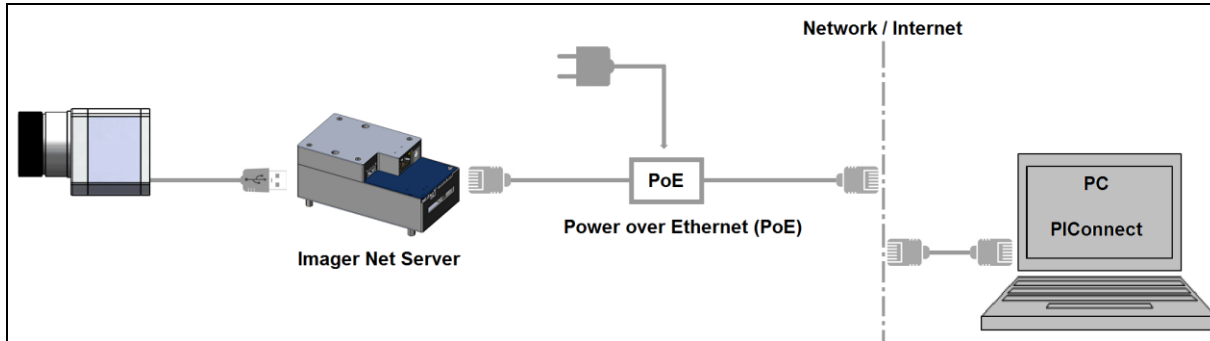 Network / Internet
PoE
Power over Ethernet (PoE)
Imager Net Server
PC
PIConnect